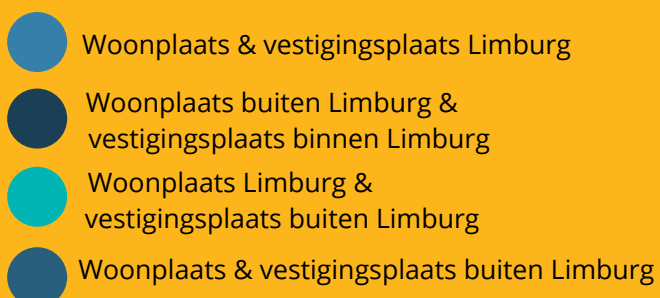 Woonplaats & vestigingsplaats Limburg
Woonplaats buiten Limburg &
vestigingsplaats binnen Limburg
Woonplaats Limburg &
vestigingsplaats buiten Limburg
Woonplaats & vestigingsplaats buiten Limburg